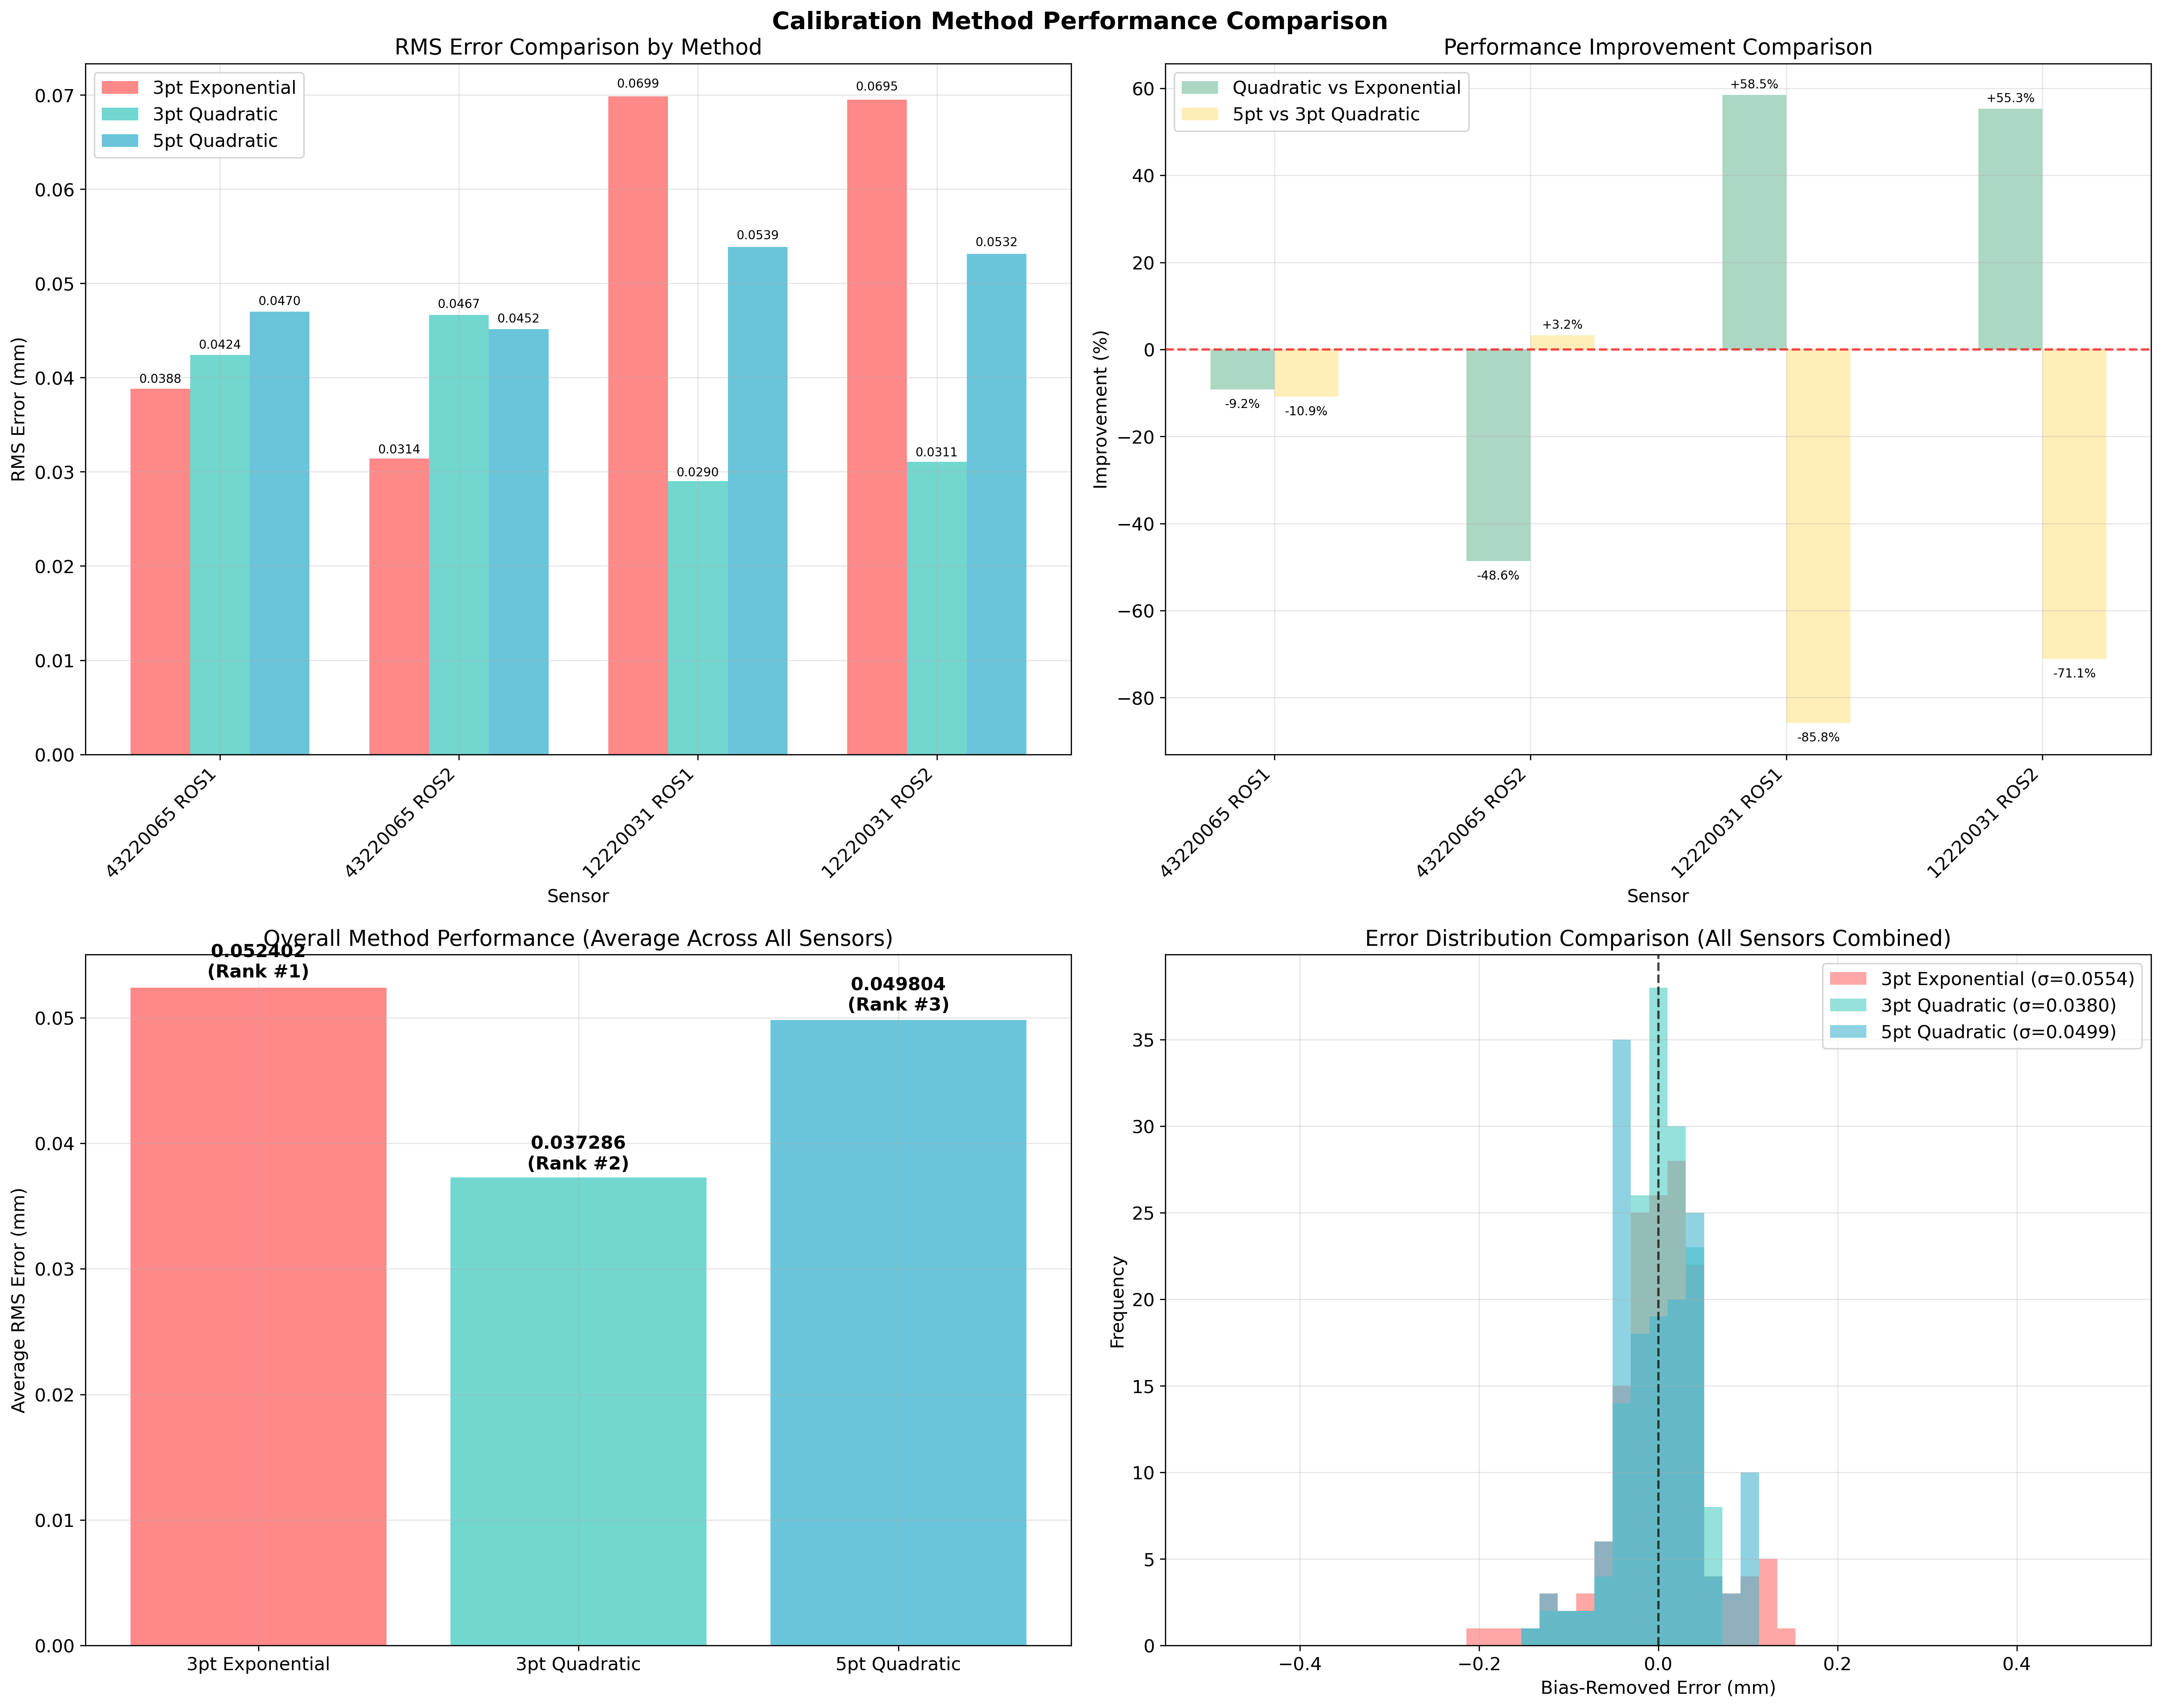 Calibration Method Performance Comparison
RMS Error Comparison by Method
3pt Exponential
3pt Quadratic
5pt Quadratic
0.0388
0.0424
0.0470
0.0314
0.0467
0.0452
0.0699
0.0290
0.0539
0.0695
0.0311
0.0532
RMS Error (mm)
0.07
0.06
0.05
0.04
0.03
0.02
0.01
0.00
43220065 ROS1
43220065 ROS2
12220031 ROS1
12220031 ROS2
Sensor
Performance Improvement Comparison
Quadratic vs Exponential
5pt vs 3pt Quadratic
-9.2%
-10.9%
-48.6%
+3.2%
+58.5%
-85.8%
+55.3%
-71.1%
Improvement (%)
60
40
20
0
−20
−40
−60
−80
43220065 ROS1
43220065 ROS2
12220031 ROS1
12220031 ROS2
Sensor
Overall Method Performance (Average Across All Sensors)
0.052402
(Rank #1)
0.037286
(Rank #2)
0.049804
(Rank #3)
Average RMS Error (mm)
0.05
0.04
0.03
0.02
0.01
0.00
3pt Exponential
3pt Quadratic
5pt Quadratic
Error Distribution Comparison (All Sensors Combined)
3pt Exponential (σ=0.0554)
3pt Quadratic (σ=0.0380)
5pt Quadratic (σ=0.0499)
Frequency
35
30
25
20
15
10
5
0
−0.4
−0.2
0.0
0.2
0.4
Bias-Removed Error (mm)